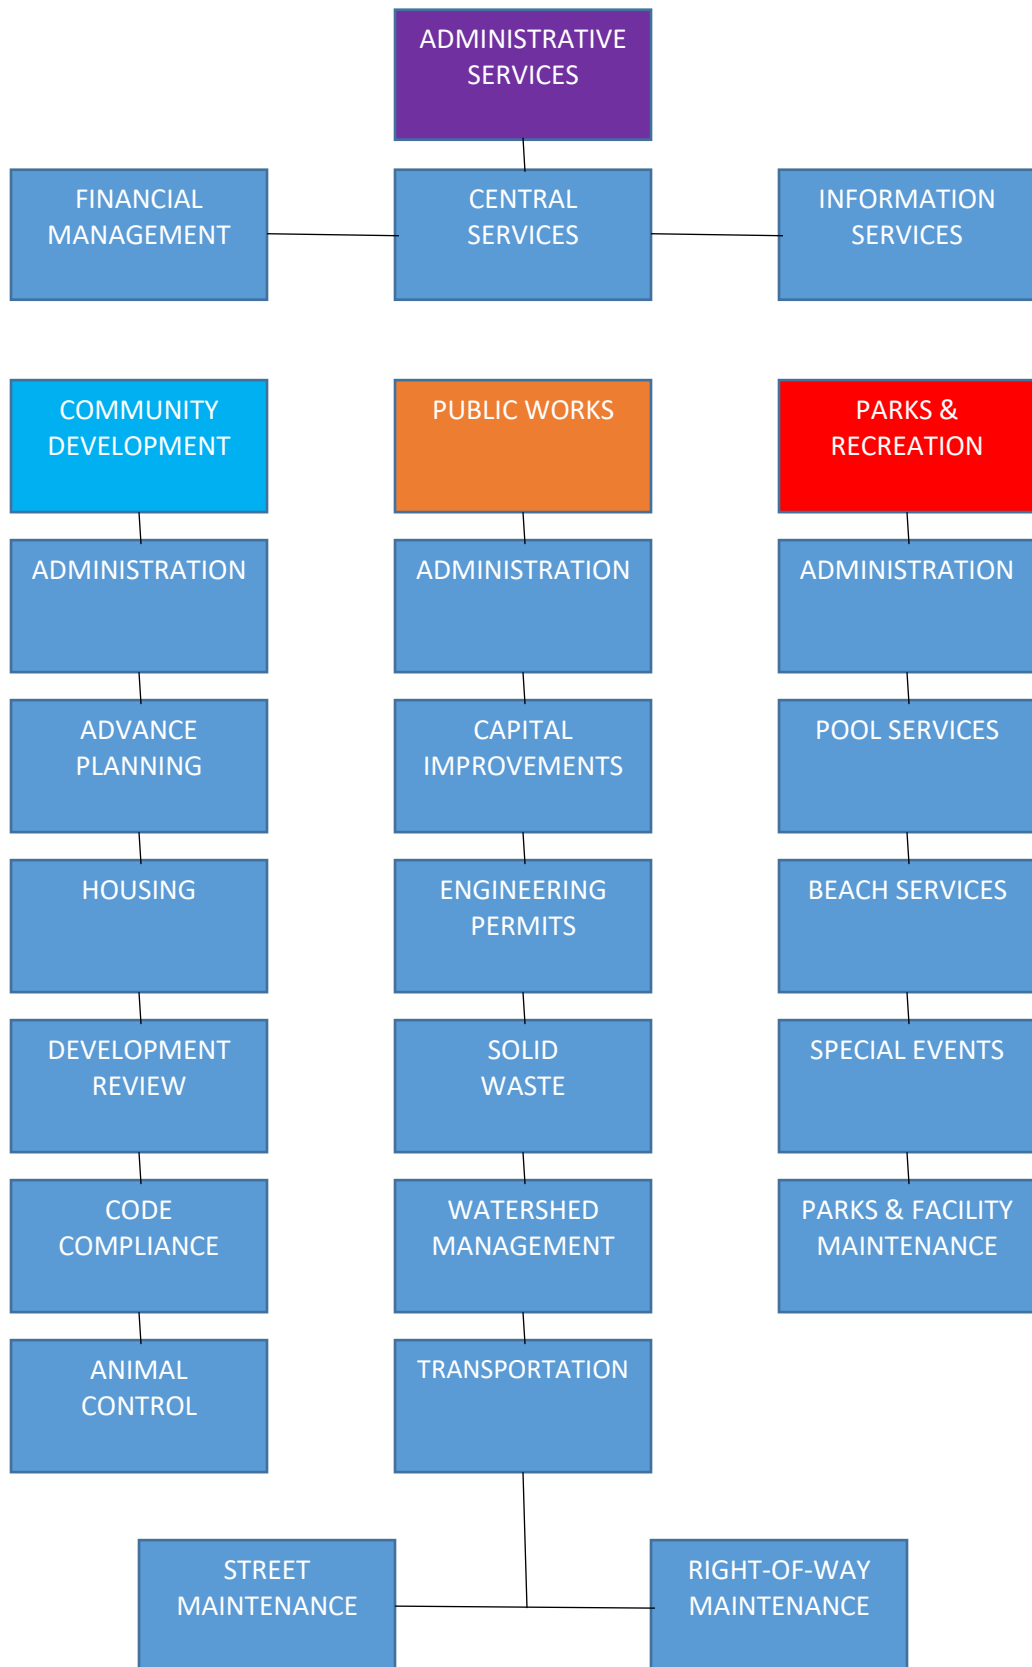 ADMINISTRATIVE
SERVICES
FINANCIAL
MANAGEMENT
CENTRAL
SERVICES
INFORMATION
SERVICES
COMMUNITY
DEVELOPMENT
ADMINISTRATION
ADVANCE
PLANNING
HOUSING
DEVELOPMENT
REVIEW
CODE
COMPLIANCE
ANIMAL
CONTROL
PUBLIC WORKS
ADMINISTRATION
CAPITAL
IMPROVEMENTS
ENGINEERING
PERMITS
SOLID
WASTE
WATERSHED
MANAGEMENT
TRANSPORTATION
STREET
MAINTENANCE
RIGHT-OF-WAY
MAINTENANCE
PARKS &
RECREATION
ADMINISTRATION
POOL SERVICES
BEACH SERVICES
SPECIAL EVENTS
PARKS & FACILITY
MAINTENANCE